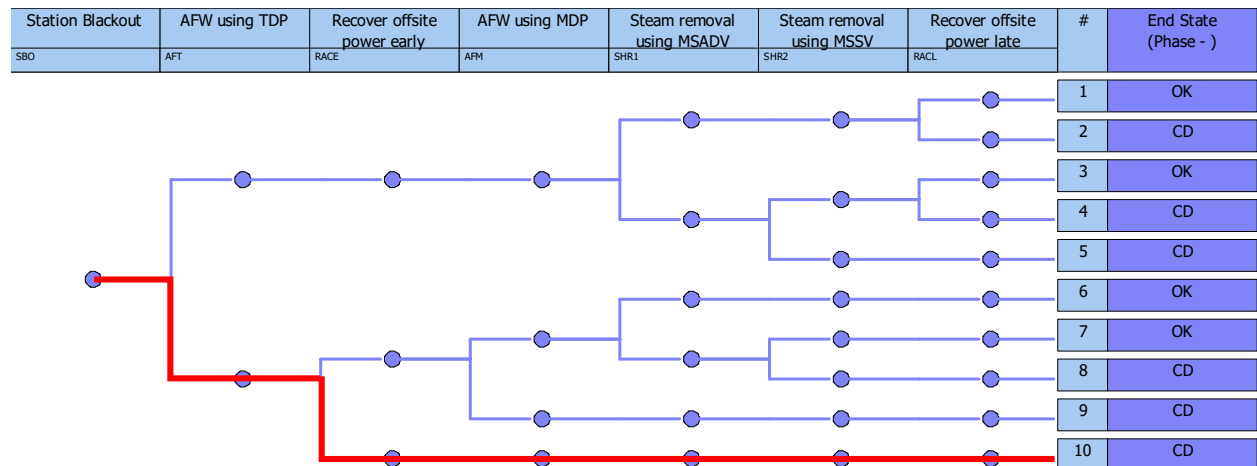 Station Blackout
SBO
AFW using TDP
AFT
Recover offsite
power early
RACE
AFW using MDP
AFM
Steam removal
using MSADV
SHR1
Steam removal
using MSSV
SHR2
Recover offsite
power late
RACL
#
End State
(Phase - )
1 OK
2 CD
3 OK
4 CD
5 CD
6 OK
7 OK
8 CD
9 CD
10 CD